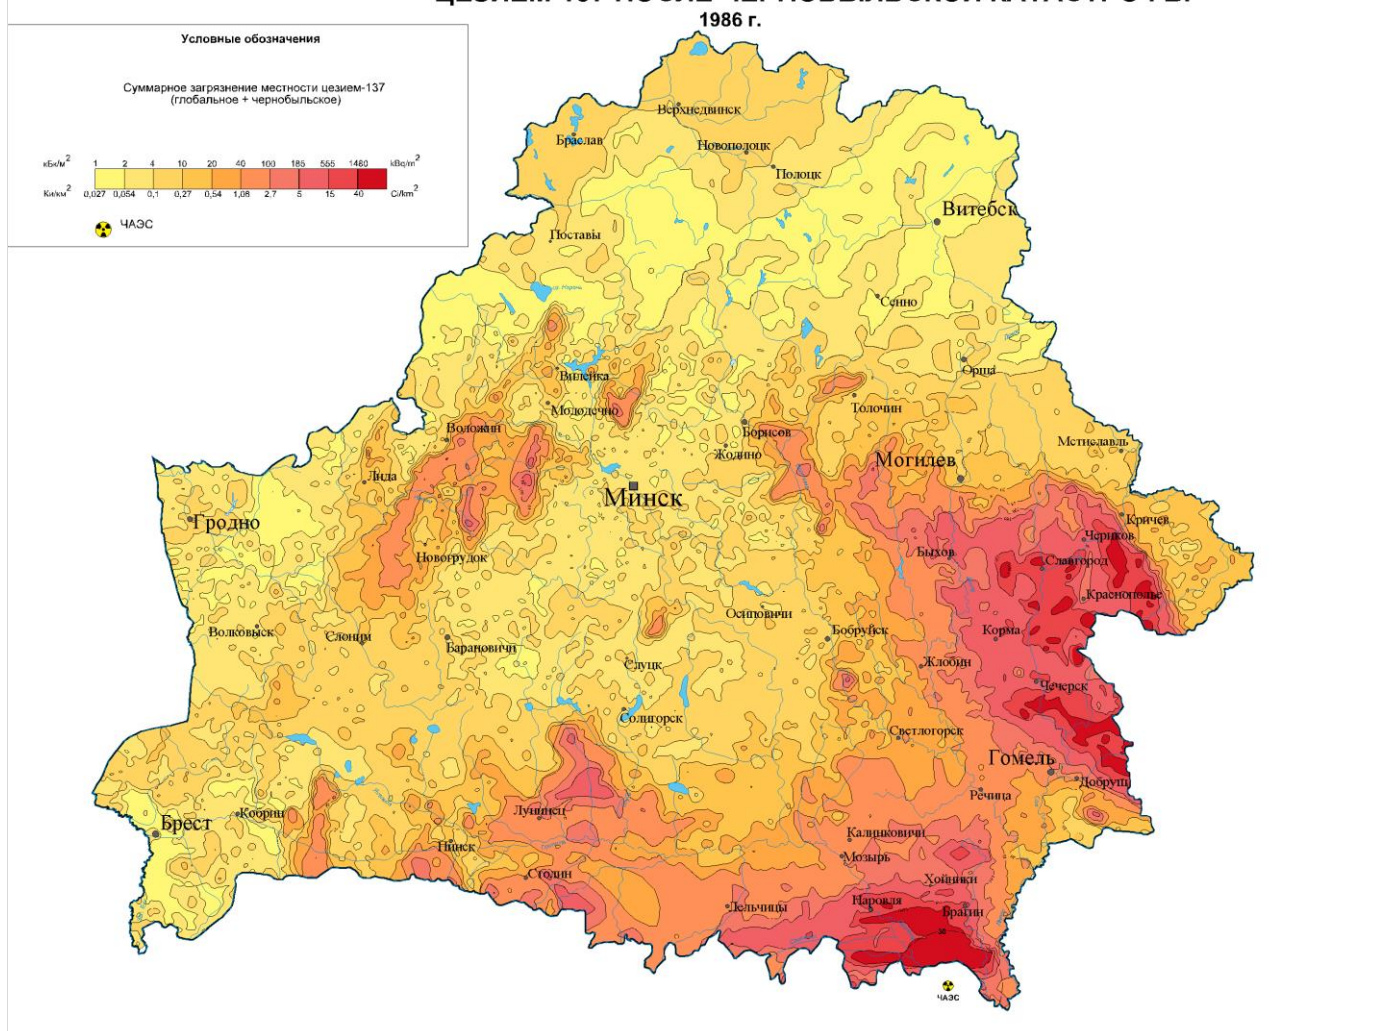 1986 г.
Условные обозначения
Суммарное загрязнение местности цезием-137
(глобальное + чернобыльское)
кБк/м² 1 2 4 10 20 40 100 185 555 1480 kBq/m²
Ки/км² 0,027 0,054 0,1 0,27 0,54 1,08 2,7 5 15 40 Ci/km²
ЧАЭС
Верхнедвинск
Браслав
Новополоцк
Полоцк
Витебск
Поставы
Сенно
Орша
Вилейка
Молодечно
Толочин
Воложин
Борисов
Жодино
Мстиславль
Могилев
Лида
Минск
Гродно
Кричев
Чериков
Новогрудок
Быхов
Славгород
Краснополье
Осиповичи
Волковыск
Слоним
Барановичи
Бобруйск
Корма
Слуцк
Жлобин
Чечерск
Солигорск
Светлогорск
Гомель
Добруш
Речица
Лунинец
Кобрин
Брест
Калинковичи
Пинск
Мозырь
Столин
Хойники
Лельчицы
Наровля
Брагин
ЧАЭС